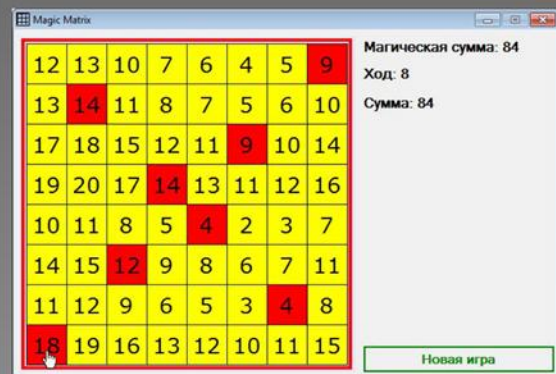 Magic Matrix
12 13 10 7 6 4 5 9
13 14 11 8 7 5 6 10
17 18 15 12 11 9 10 14
19 20 17 14 13 11 12 16
10 11 8 5 4 2 3 7
14 15 12 9 8 6 7 11
11 12 9 6 5 3 4 8
18 19 16 13 12 10 11 15
Магическая сумма: 84
Ход: 8
Сумма: 84
Новая игра